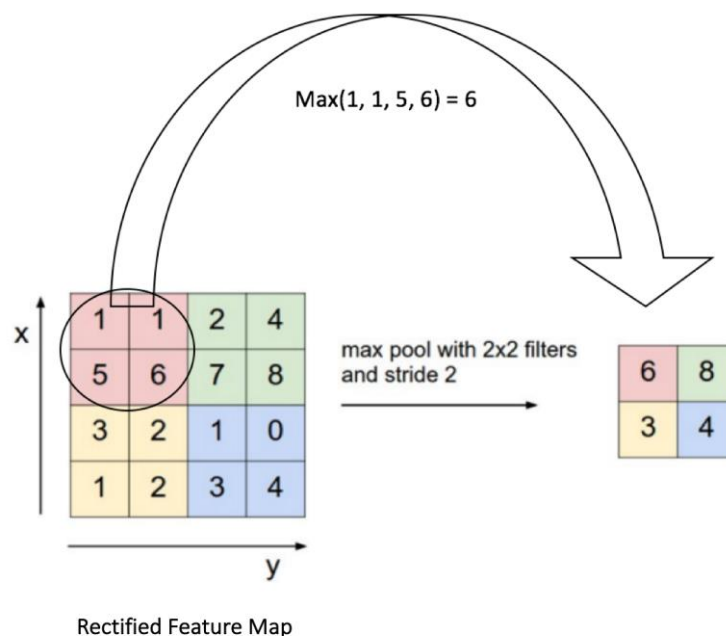 Max(1, 1, 5, 6) = 6
x
1 1 2 4
5 6 7 8
3 2 1 0
1 2 3 4
y
max pool with 2x2 filters
and stride 2
6 8
3 4
Rectified Feature Map